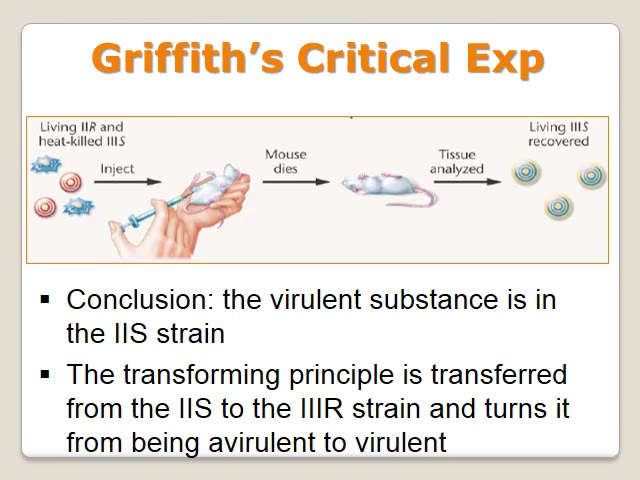 Griffith's Critical Exp
Living IIR and
heat-killed IIIS
Inject
Mouse
dies
Tissue
analyzed
Living IIIS
recovered
▪ Conclusion: the virulent substance is in
the IIS strain
▪ The transforming principle is transferred
from the IIS to the IIIR strain and turns it
from being avirulent to virulent